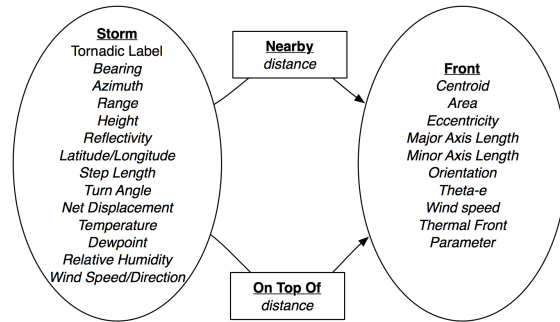 Storm
Tornadic Label
Bearing
Azimuth
Range
Height
Reflectivity
Latitude/Longitude
Step Length
Turn Angle
Net Displacement
Temperature
Dewpoint
Relative Humidity
Wind Speed/Direction
Nearby
distance
On Top Of
distance
Front
Centroid
Area
Eccentricity
Major Axis Length
Minor Axis Length
Orientation
Theta-e
Wind speed
Thermal Front
Parameter